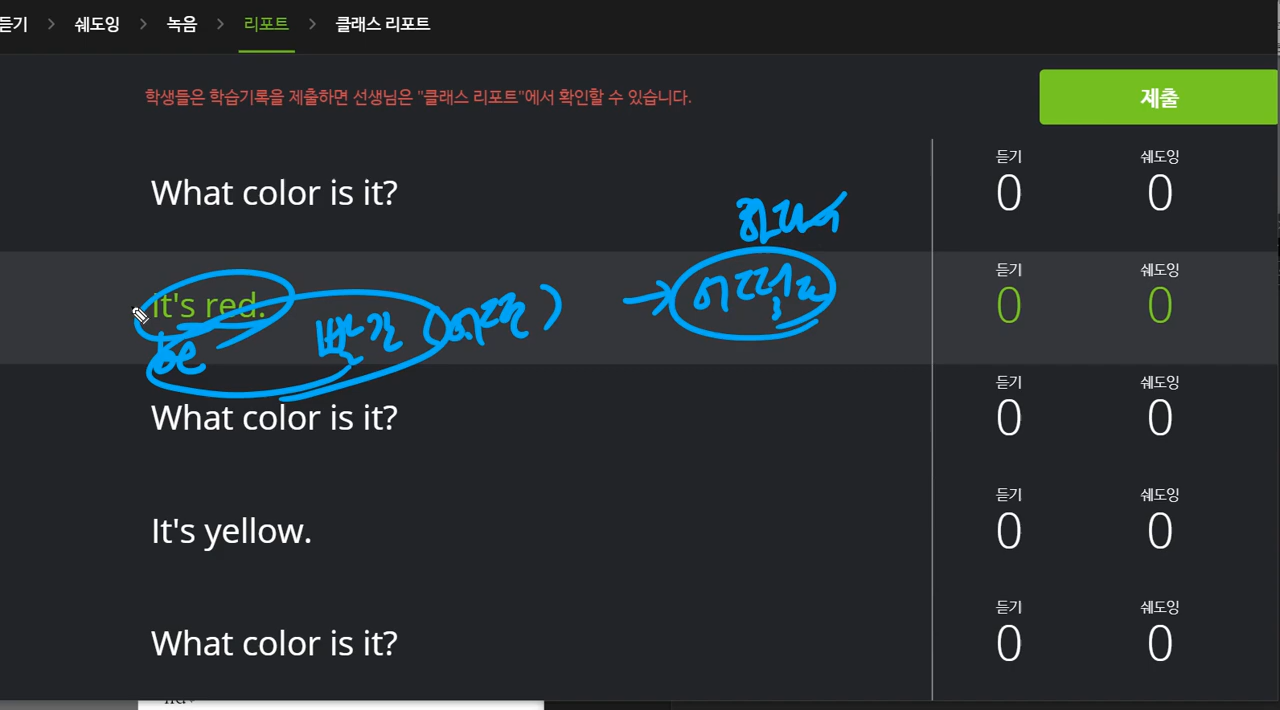 듣기 > 쉐도잉 > 녹음 > 리포트 > 클래스 리포트
학생들은 학습기록을 제출하면 선생님은 "클래스 리포트"에서 확인할 수 있습니다.
제출
What color is it?
듣기 쉐도잉
0 0
It's red.
듣기 쉐도잉
0 0
be 빨간
What color is it?
듣기 쉐도잉
0 0
It's yellow.
듣기 쉐도잉
0 0
What color is it?
듣기 쉐도잉
0 0